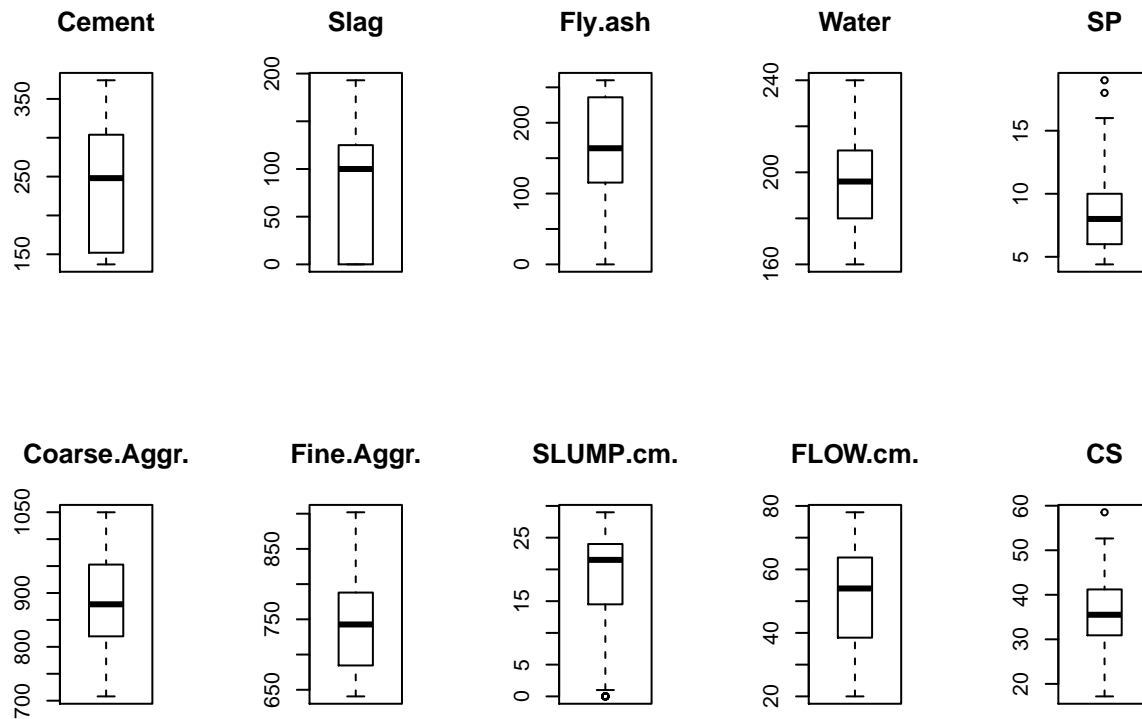 Cement Slag Fly.ash Water SP
150 250 350
0 50 100 200
0 100 200
160 200 240
5 10 15
Coarse.Aggr. Fine.Aggr. SLUMP.cm. FLOW.cm. CS
700 800 900 1050
650 750 850
0 5 15 25
20 40 60 80
20 30 40 50 60